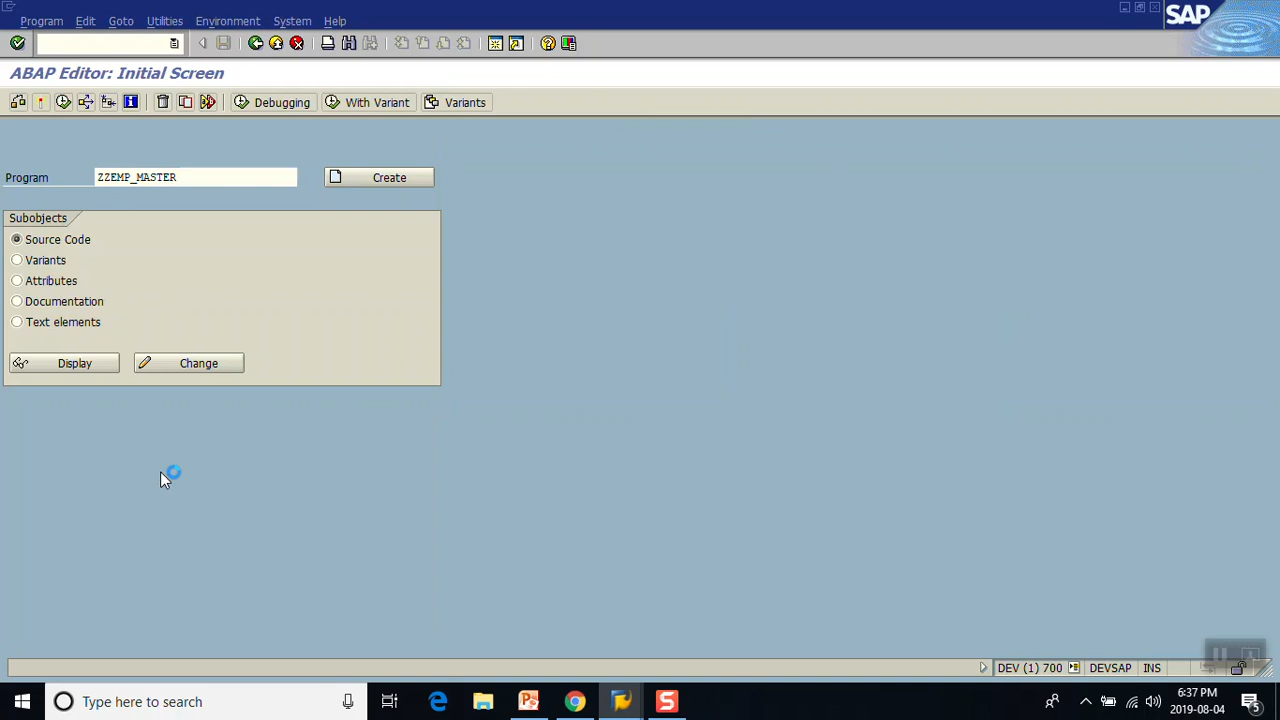 Program Edit Goto Utilities Environment System Help
SAP
ABAP Editor: Initial Screen
Debugging With Variant Variants
Program ZZEMP_MASTER Create
Subobjects
Source Code
Variants
Attributes
Documentation
Text elements
Display Change
DEV (1) 700 DEVSAP INS
Type here to search
6:37 PM
2019-08-04
5